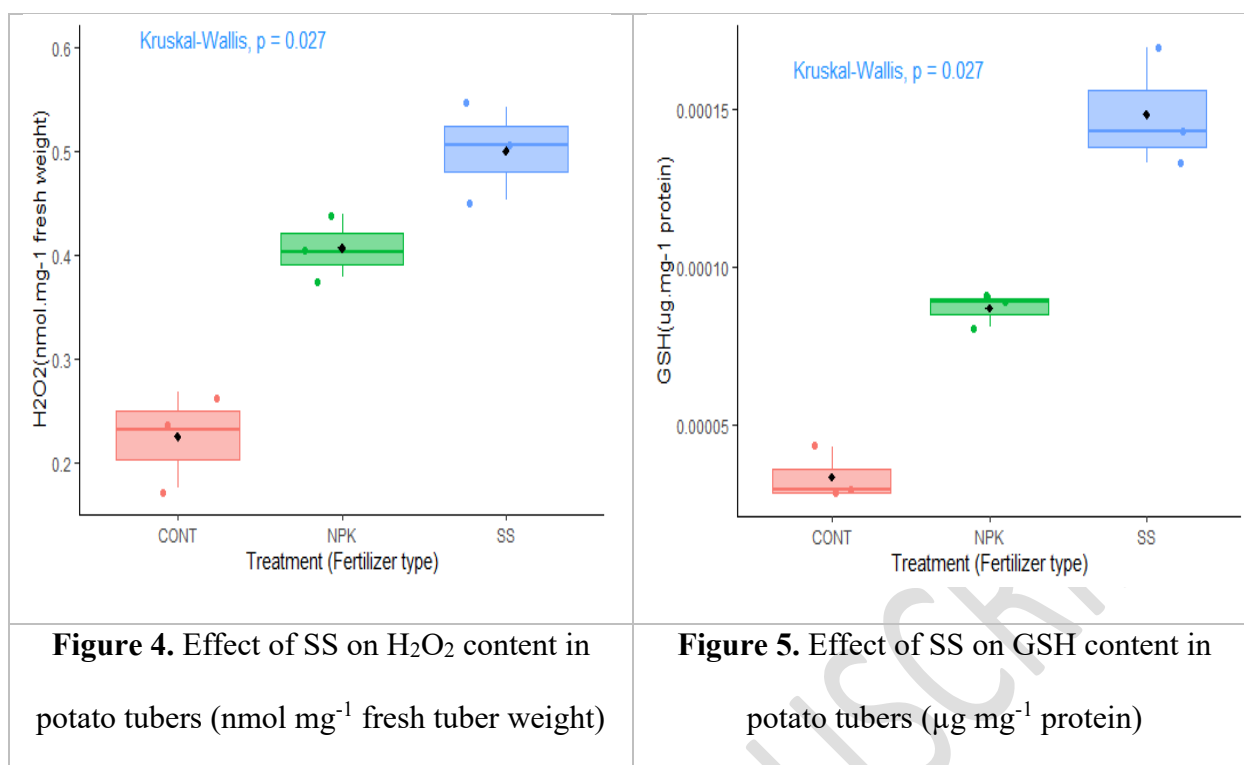 Kruskal-Wallis, p = 0.027
0.6
0.5
0.4
0.3
0.2
H2O2(nmol.mg-1 fresh weight)
CONT NPK SS
Treatment (Fertilizer type)
Kruskal-Wallis, p = 0.027
0.00015
0.00010
0.00005
GSH(ug.mg-1 protein)
CONT NPK SS
Treatment (Fertilizer type)
Figure 4. Effect of SS on H₂O₂ content in
potato tubers (nmol mg⁻¹ fresh tuber weight)
Figure 5. Effect of SS on GSH content in
potato tubers (µg mg⁻¹ protein)